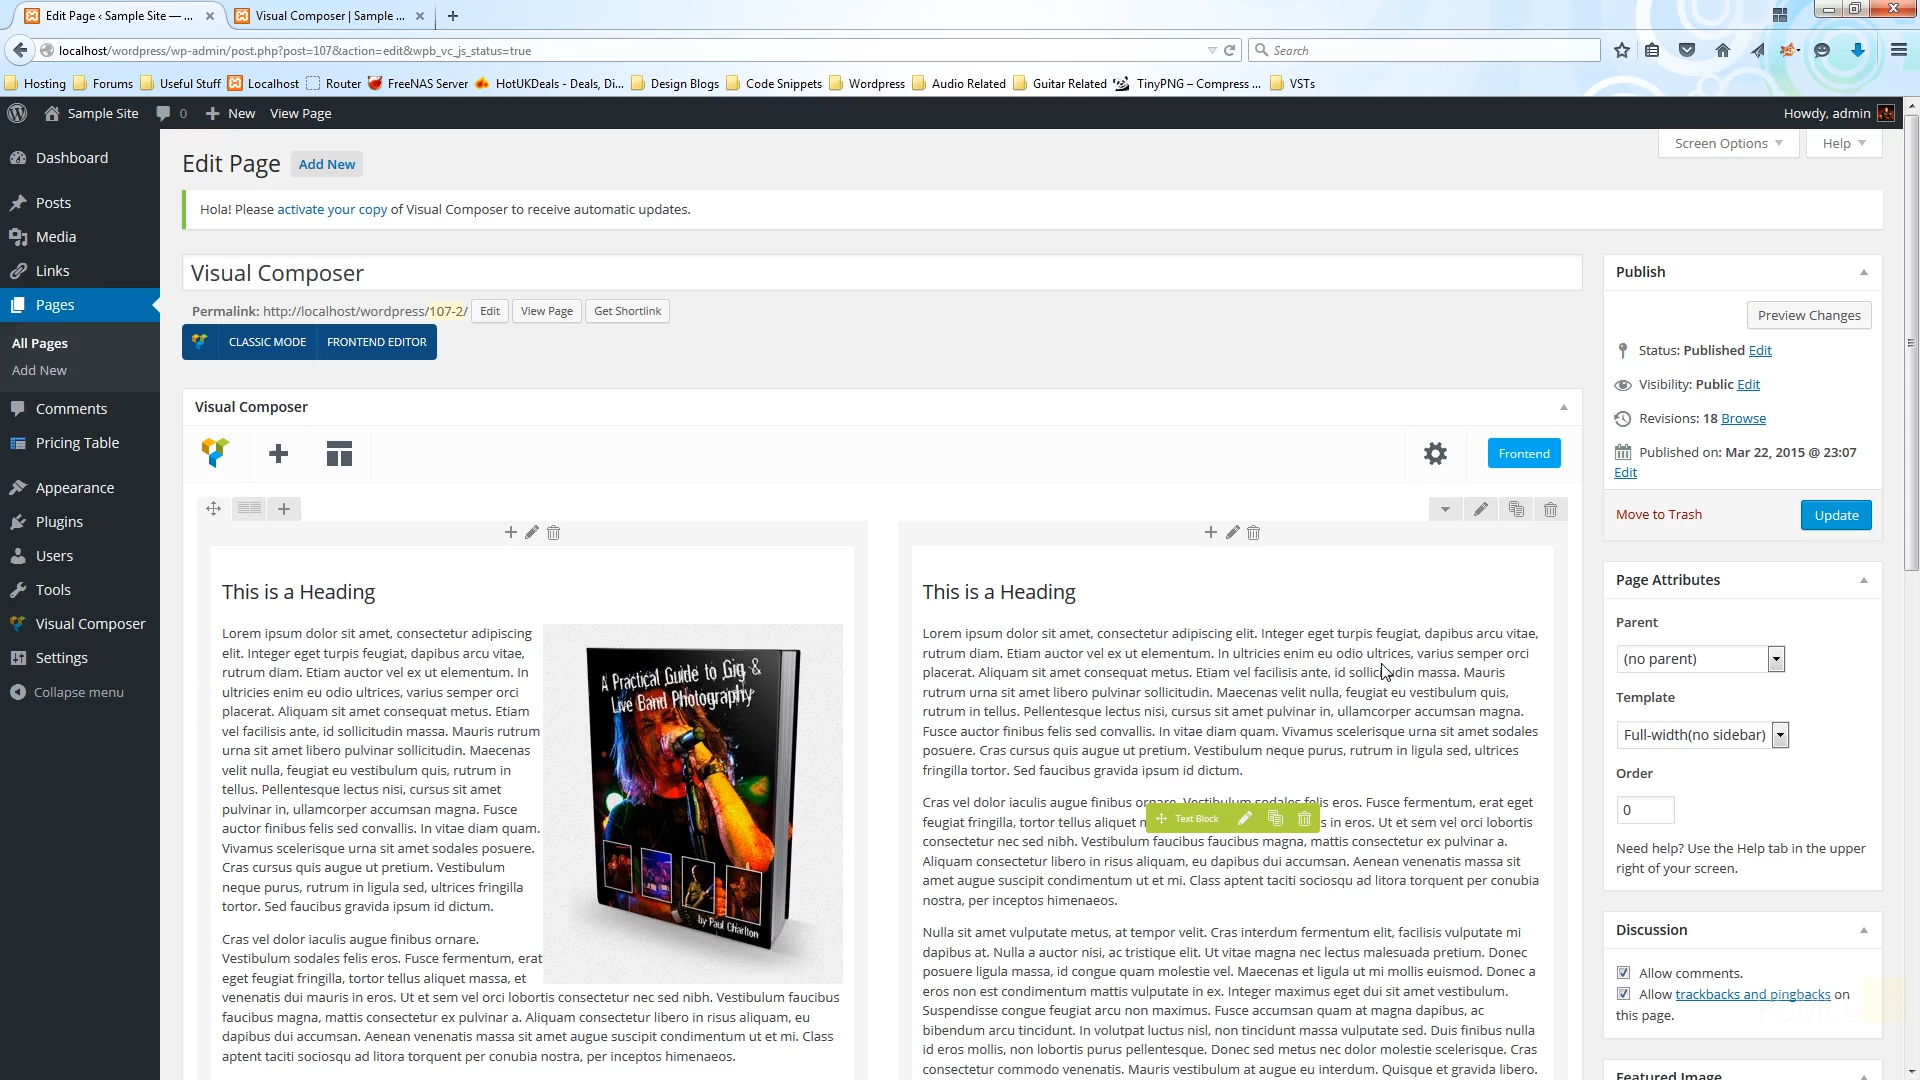 Edit Page ‹ Sample Site — ...
Visual Composer | Sample ...
localhost/wordpress/wp-admin/post.php?post=107&action=edit&wpb_vc_js_status=true
Search
Hosting Forums Useful Stuff Localhost Router FreeNAS Server HotUKDeals - Deals, Di... Design Blogs Code Snippets Wordpress Audio Related Guitar Related TinyPNG – Compress ... VSTs
Sample Site 0 New View Page Howdy, admin
Screen Options Help
Dashboard
Posts
Media
Links
Pages
All Pages
Add New
Comments
Pricing Table
Appearance
Plugins
Users
Tools
Visual Composer
Settings
Collapse menu
Edit Page Add New
Hola! Please activate your copy of Visual Composer to receive automatic updates.
Visual Composer
Permalink: http://localhost/wordpress/107-2/ Edit View Page Get Shortlink
CLASSIC MODE FRONTEND EDITOR
Visual Composer
Frontend
This is a Heading
Lorem ipsum dolor sit amet, consectetur adipiscing
elit. Integer eget turpis feugiat, dapibus arcu vitae,
rutrum diam. Etiam auctor vel ex ut elementum. In
ultricies enim eu odio ultrices, varius semper orci
placerat. Aliquam sit amet consequat metus. Etiam
vel facilisis ante, id sollicitudin massa. Mauris rutrum
urna sit amet libero pulvinar sollicitudin. Maecenas
velit nulla, feugiat eu vestibulum quis, rutrum in
tellus. Pellentesque lectus nisi, cursus sit amet
pulvinar in, ullamcorper accumsan magna. Fusce
auctor finibus felis sed convallis. In vitae diam quam.
Vivamus scelerisque urna sit amet sodales posuere.
Cras cursus quis augue ut pretium. Vestibulum
neque purus, rutrum in ligula sed, ultrices fringilla
tortor. Sed faucibus gravida ipsum id dictum.
Cras vel dolor iaculis augue finibus ornare.
Vestibulum sodales felis eros. Fusce fermentum, erat
eget feugiat fringilla, tortor tellus aliquet massa, et
venenatis dui mauris in eros. Ut et sem vel orci lobortis consectetur nec sed nibh. Vestibulum faucibus
faucibus magna, mattis consectetur ex pulvinar a. Aliquam consectetur libero in risus aliquam, eu
dapibus dui accumsan. Aenean venenatis massa sit amet augue suscipit condimentum ut et mi. Class
aptent taciti sociosqu ad litora torquent per conubia nostra, per inceptos himenaeos.
A Practical Guide to Gig &
Live Band Photography
by Paul Charlton
This is a Heading
Lorem ipsum dolor sit amet, consectetur adipiscing elit. Integer eget turpis feugiat, dapibus arcu vitae,
rutrum diam. Etiam auctor vel ex ut elementum. In ultricies enim eu odio ultrices, varius semper orci
placerat. Aliquam sit amet consequat metus. Etiam vel facilisis ante, id sollicitudin massa. Mauris
rutrum urna sit amet libero pulvinar sollicitudin. Maecenas velit nulla, feugiat eu vestibulum quis,
rutrum in tellus. Pellentesque lectus nisi, cursus sit amet pulvinar in, ullamcorper accumsan magna.
Fusce auctor finibus felis sed convallis. In vitae diam quam. Vivamus scelerisque urna sit amet sodales
posuere. Cras cursus quis augue ut pretium. Vestibulum neque purus, rutrum in ligula sed, ultrices
fringilla tortor. Sed faucibus gravida ipsum id dictum.
Cras vel dolor iaculis augue finibus ornare. Vestibulum sodales felis eros. Fusce fermentum, erat eget
feugiat fringilla, tortor tellus aliquet in eros. Ut et sem vel orci lobortis
Text Block
consectetur nec sed nibh. Vestibulum faucibus faucibus magna, mattis consectetur ex pulvinar a.
Aliquam consectetur libero in risus aliquam, eu dapibus dui accumsan. Aenean venenatis massa sit
amet augue suscipit condimentum ut et mi. Class aptent taciti sociosqu ad litora torquent per conubia
nostra, per inceptos himenaeos.
Nulla sit amet vulputate metus, at tempor velit. Cras interdum fermentum elit, facilisis vulputate mi
dapibus at. Nulla a auctor nisi, ac tristique elit. Ut vitae magna nec lectus malesuada pretium. Donec
posuere ligula massa, id congue quam molestie vel. Maecenas et ligula ut mi mollis euismod. Donec a
eros non est condimentum mattis vulputate in ex. Integer maximus eget dui sit amet vestibulum.
Suspendisse congue feugiat arcu non maximus. Fusce accumsan quam at magna dapibus, ac
bibendum arcu tincidunt. In volutpat luctus nisl, non tincidunt massa vulputate sed. Duis finibus nulla
id eros mollis, non lobortis purus pellentesque. Donec sed metus nec dolor molestie scelerisque. Cras
consectetur commodo venenatis. Mauris vestibulum at augue eu interdum. Quisque et gravida libero.
Publish
Preview Changes
Status: Published Edit
Visibility: Public Edit
Revisions: 18 Browse
Published on: Mar 22, 2015 @ 23:07
Edit
Move to Trash Update
Page Attributes
Parent
(no parent)
Template
Full-width(no sidebar)
Order
0
Need help? Use the Help tab in the upper
right of your screen.
Discussion
Allow comments.
Allow trackbacks and pingbacks on
this page.
Featured Image